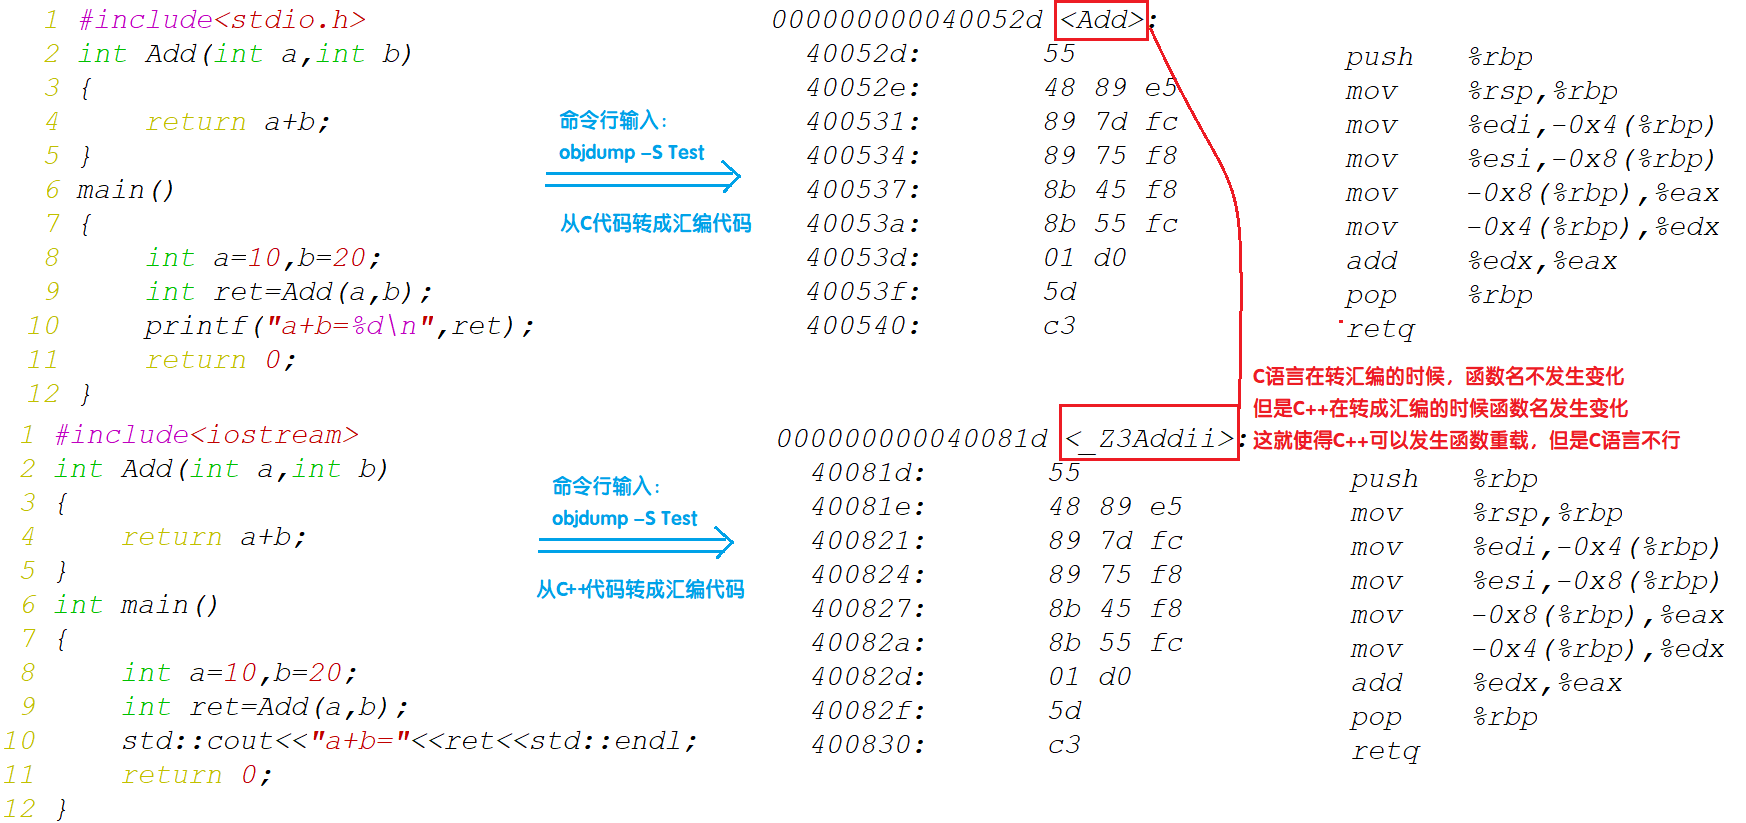 1 #include<stdio.h>
2 int Add(int a,int b)
3 {
4     return a+b;
5 }
6 main()
7 {
8     int a=10,b=20;
9     int ret=Add(a,b);
10     printf("a+b=%d\n",ret);
11     return 0;
12 }
命令行输入：
objdump -S Test
从C代码转成汇编代码
000000000040052d <Add>:
40052d: 55 push %rbp
40052e: 48 89 e5 mov %rsp,%rbp
400531: 89 7d fc mov %edi,-0x4(%rbp)
400534: 89 75 f8 mov %esi,-0x8(%rbp)
400537: 8b 45 f8 mov -0x8(%rbp),%eax
40053a: 8b 55 fc mov -0x4(%rbp),%edx
40053d: 01 d0 add %edx,%eax
40053f: 5d pop %rbp
400540: c3 retq
C语言在转汇编的时候，函数名不发生变化
但是C++在转成汇编的时候函数名发生变化
这就使得C++可以发生函数重载，但是C语言不行
1 #include<iostream>
2 int Add(int a,int b)
3 {
4     return a+b;
5 }
6 int main()
7 {
8     int a=10,b=20;
9     int ret=Add(a,b);
10     std::cout<<"a+b="<<ret<<std::endl;
11     return 0;
12 }
命令行输入：
objdump -S Test
从C++代码转成汇编代码
000000000040081d <_Z3Addii>:
40081d: 55 push %rbp
40081e: 48 89 e5 mov %rsp,%rbp
400821: 89 7d fc mov %edi,-0x4(%rbp)
400824: 89 75 f8 mov %esi,-0x8(%rbp)
400827: 8b 45 f8 mov -0x8(%rbp),%eax
40082a: 8b 55 fc mov -0x4(%rbp),%edx
40082d: 01 d0 add %edx,%eax
40082f: 5d pop %rbp
400830: c3 retq